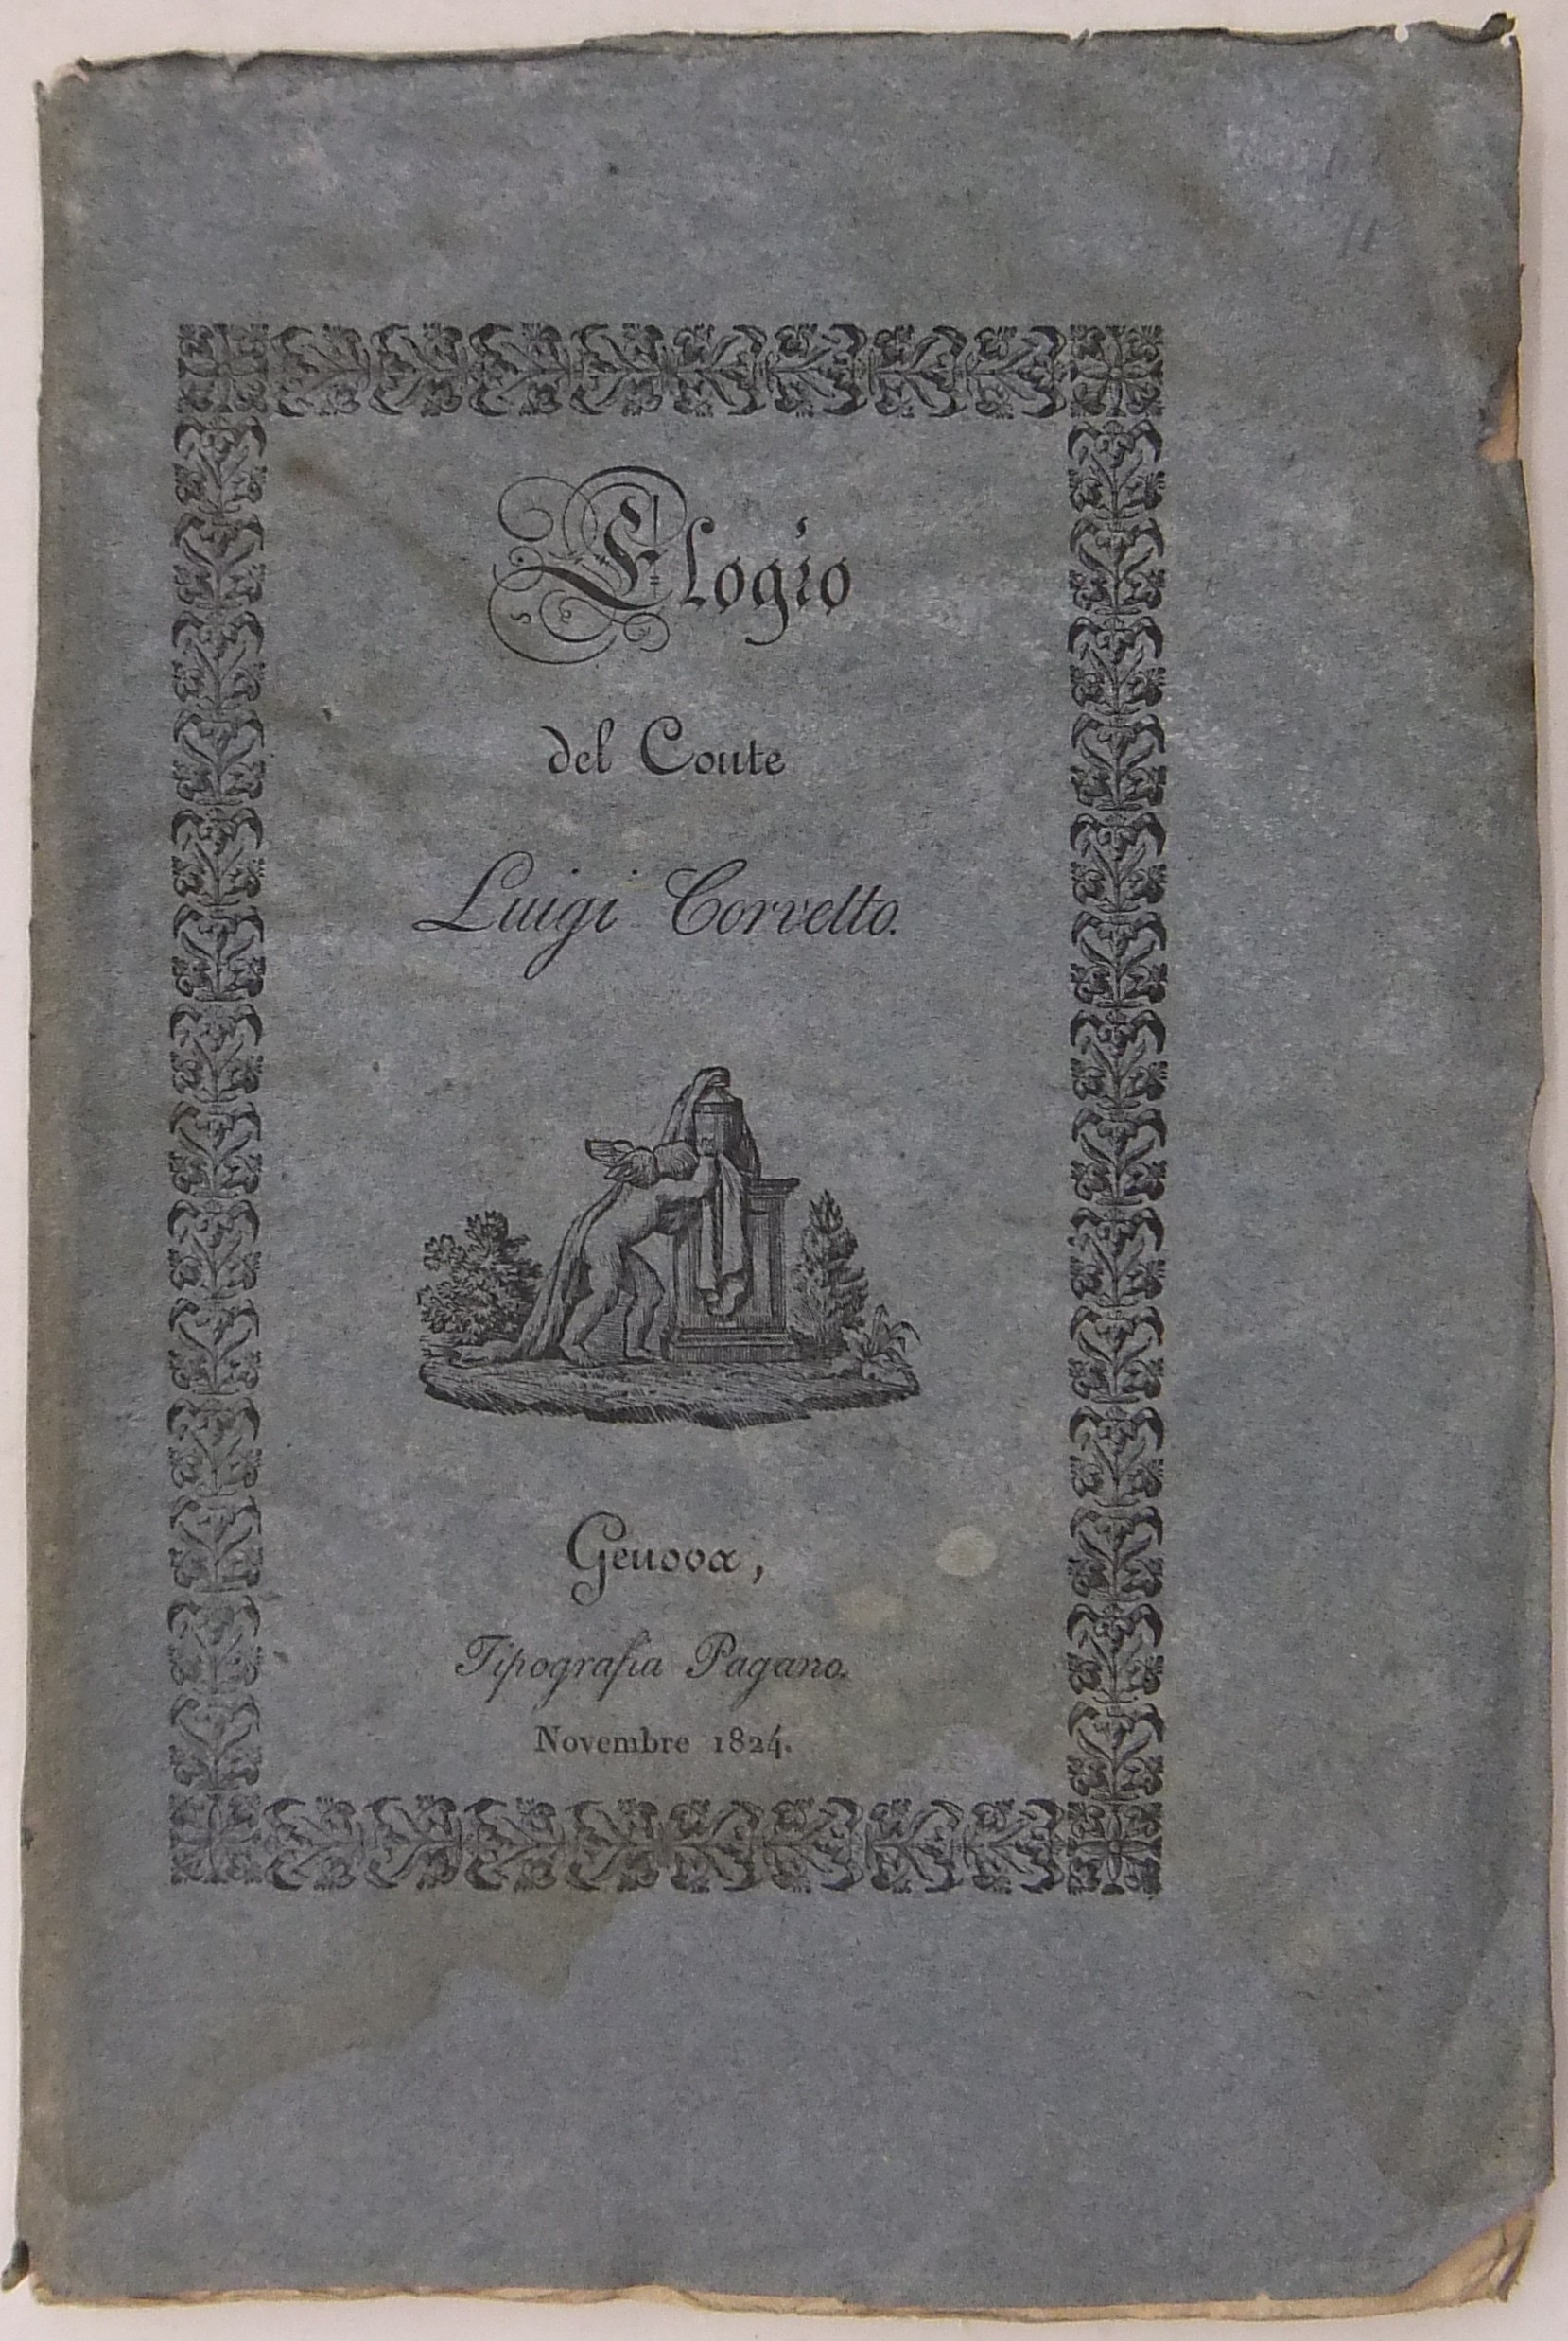 Elogio
del Conte
Luigi Corvetto.
Genova,
Tipografia Pagano.
Novembre 1824.